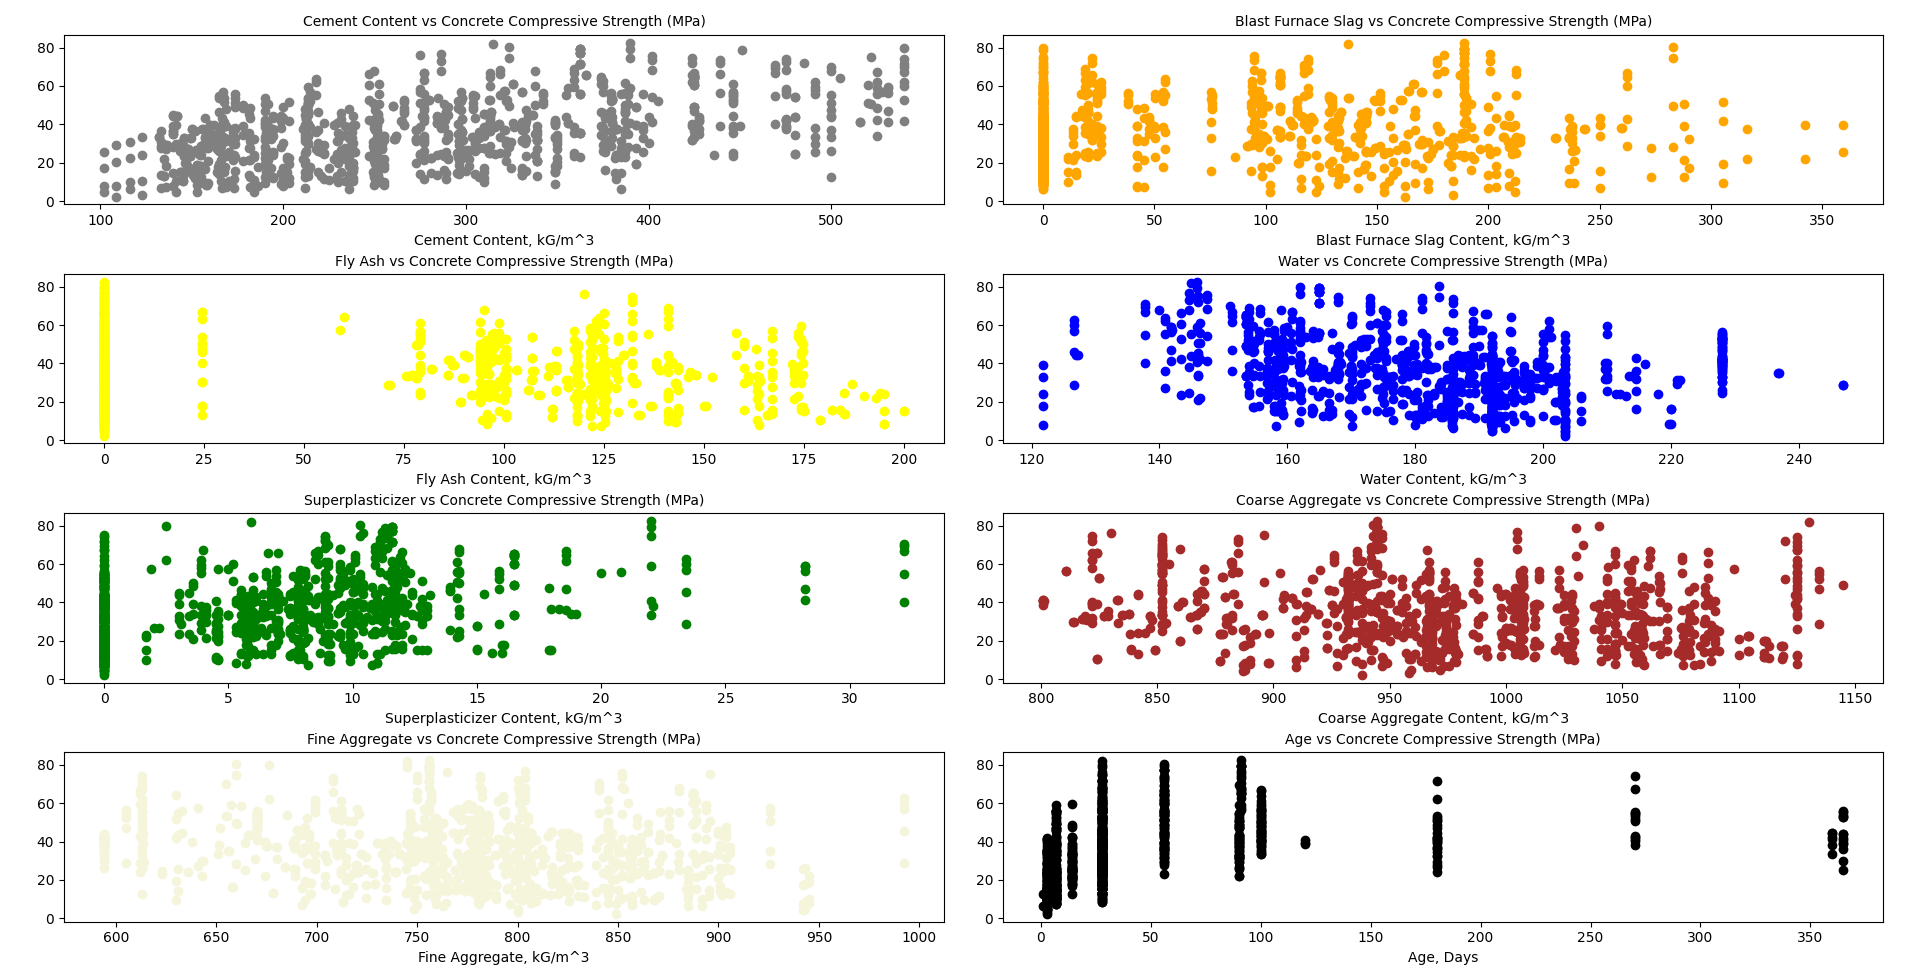 Cement Content vs Concrete Compressive Strength (MPa)
80
60
40
20
0
100 200 300 400 500
Cement Content, kG/m^3
Blast Furnace Slag vs Concrete Compressive Strength (MPa)
80
60
40
20
0
0 50 100 150 200 250 300 350
Blast Furnace Slag Content, kG/m^3
Fly Ash vs Concrete Compressive Strength (MPa)
80
60
40
20
0
0 25 50 75 100 125 150 175 200
Fly Ash Content, kG/m^3
Water vs Concrete Compressive Strength (MPa)
80
60
40
20
0
120 140 160 180 200 220 240
Water Content, kG/m^3
Superplasticizer vs Concrete Compressive Strength (MPa)
80
60
40
20
0
0 5 10 15 20 25 30
Superplasticizer Content, kG/m^3
Coarse Aggregate vs Concrete Compressive Strength (MPa)
80
60
40
20
0
800 850 900 950 1000 1050 1100 1150
Coarse Aggregate Content, kG/m^3
Fine Aggregate vs Concrete Compressive Strength (MPa)
80
60
40
20
0
600 650 700 750 800 850 900 950 1000
Fine Aggregate, kG/m^3
Age vs Concrete Compressive Strength (MPa)
80
60
40
20
0
0 50 100 150 200 250 300 350
Age, Days